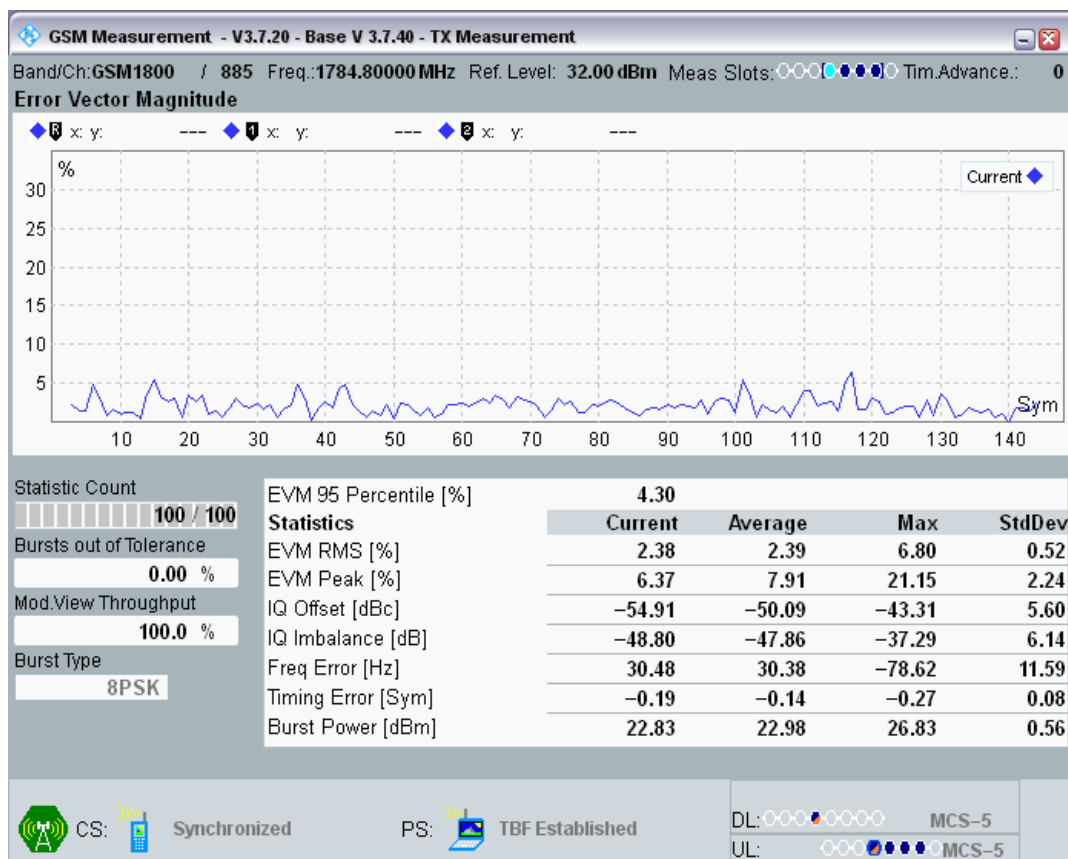 GSM Measurement - V3.7.20 - Base V 3.7.40 - TX Measurement
Band/Ch:GSM1800 / 885 Freq.:1784.80000 MHz Ref. Level: 32.00 dBm Meas Slots: Tim.Advance.: 0
Error Vector Magnitude
R x: y: --- 1 x: y: --- 2 x: y: ---
%
Current
30
25
20
15
10
5
Sym
10 20 30 40 50 60 70 80 90 100 110 120 130 140
Statistic Count
100 / 100
Bursts out of Tolerance
0.00 %
Mod.View Throughput
100.0 %
Burst Type
8PSK
EVM 95 Percentile [%] 4.30
Statistics Current Average Max StdDev
EVM RMS [%] 2.38 2.39 6.80 0.52
EVM Peak [%] 6.37 7.91 21.15 2.24
IQ Offset [dBc] −54.91 −50.09 −43.31 5.60
IQ Imbalance [dB] −48.80 −47.86 −37.29 6.14
Freq Error [Hz] 30.48 30.38 −78.62 11.59
Timing Error [Sym] −0.19 −0.14 −0.27 0.08
Burst Power [dBm] 22.83 22.98 26.83 0.56
CS: Synchronized PS: TBF Established
DL: MCS−5
UL: MCS−5